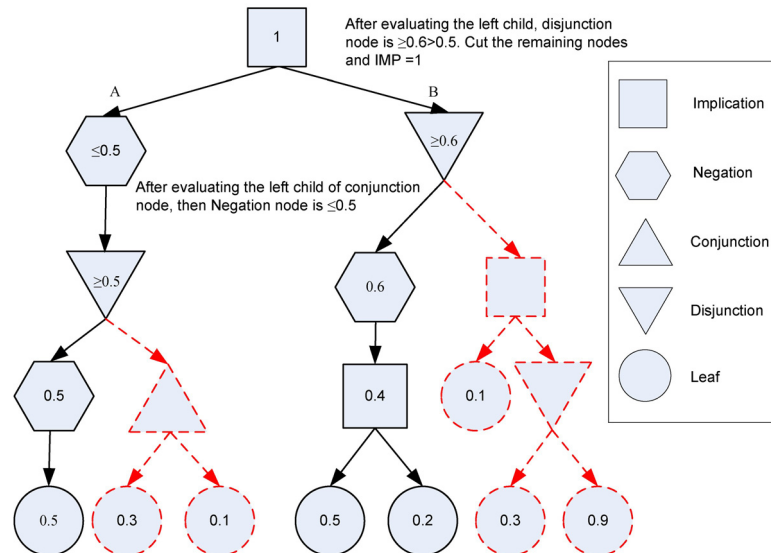 After evaluating the left child, disjunction
node is ≥0.6>0.5. Cut the remaining nodes
and IMP =1
1
A
B
≤0.5
≥0.6
After evaluating the left child of conjunction
node, then Negation node is ≤0.5
≥0.5
0.6
0.5
0.4
0.1
0.5
0.3
0.1
0.5
0.2
0.3
0.9
Implication
Negation
Conjunction
Disjunction
Leaf